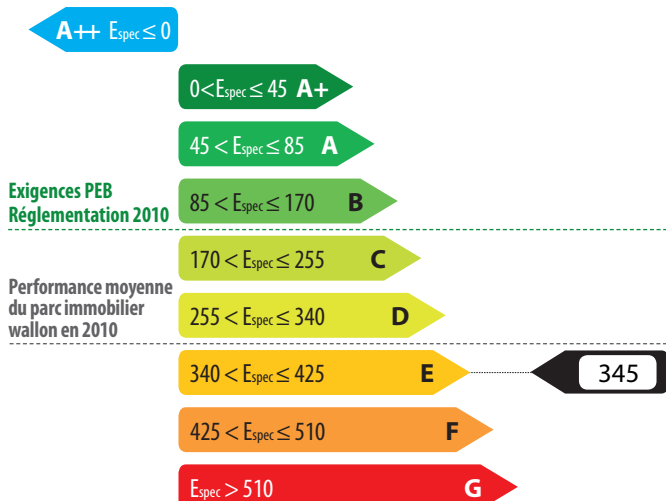 A++ Espec ≤ 0
0 < Espec ≤ 45 A+
45 < Espec ≤ 85 A
Exigences PEB
Réglementation 2010
85 < Espec ≤ 170 B
170 < Espec ≤ 255 C
Performance moyenne
du parc immobilier
wallon en 2010
255 < Espec ≤ 340 D
340 < Espec ≤ 425 E
345
425 < Espec ≤ 510 F
Espec > 510 G